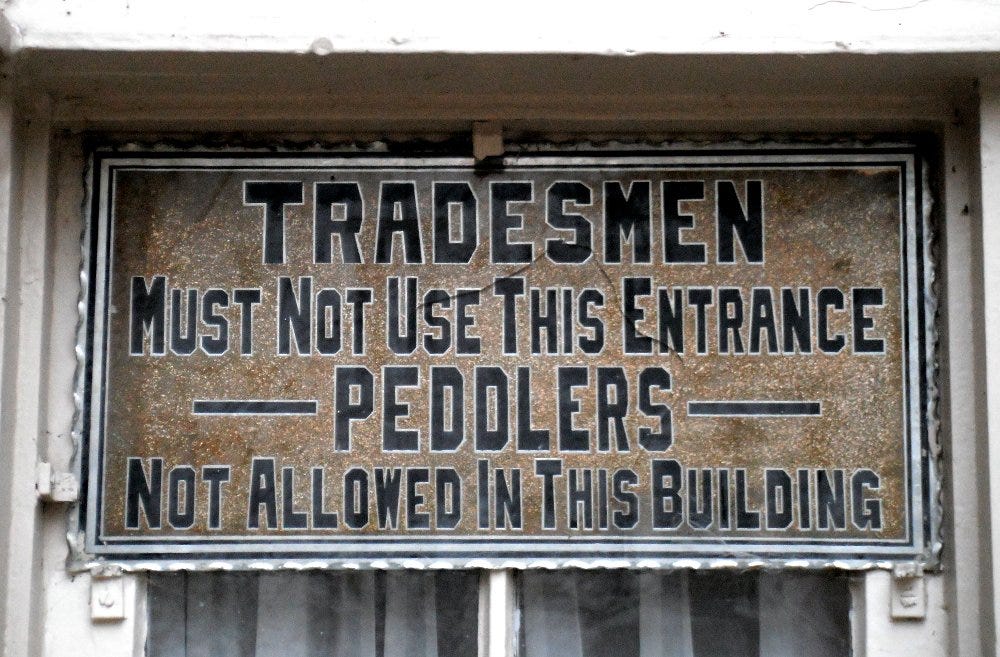 TRADESMEN
MUST NOT USE THIS ENTRANCE
PEDDLERS
NOT ALLOWED IN THIS BUILDING